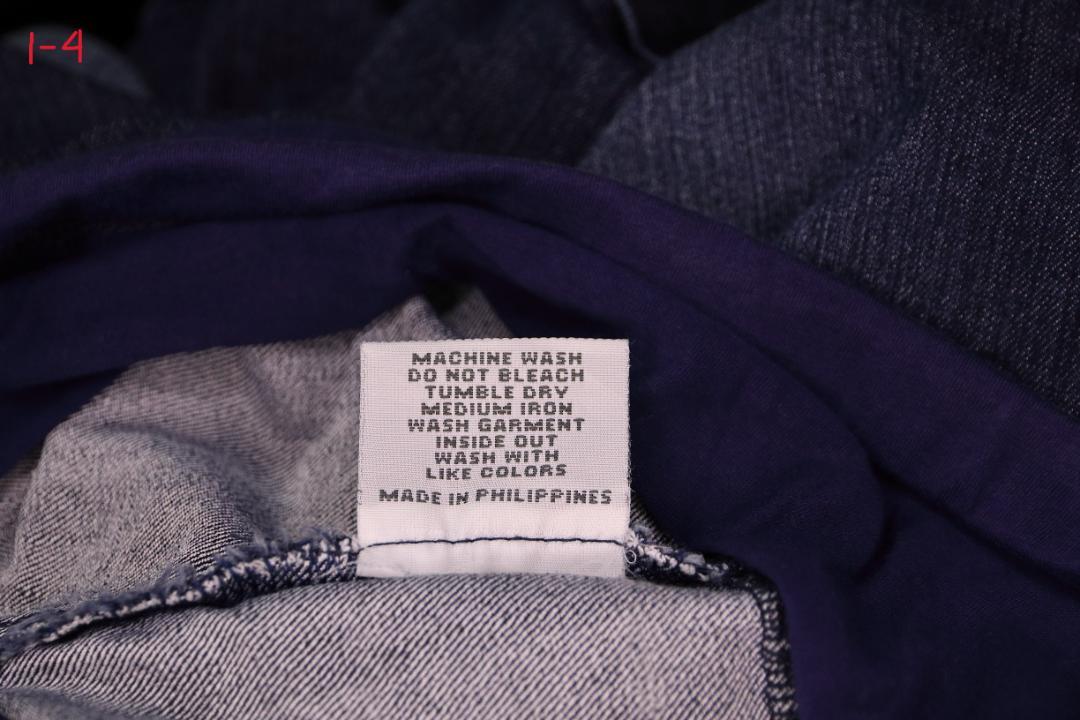 1-4
MACHINE WASH
DO NOT BLEACH
TUMBLE DRY
MEDIUM IRON
WASH GARMENT
INSIDE OUT
WASH WITH
LIKE COLORS
MADE IN PHILIPPINES